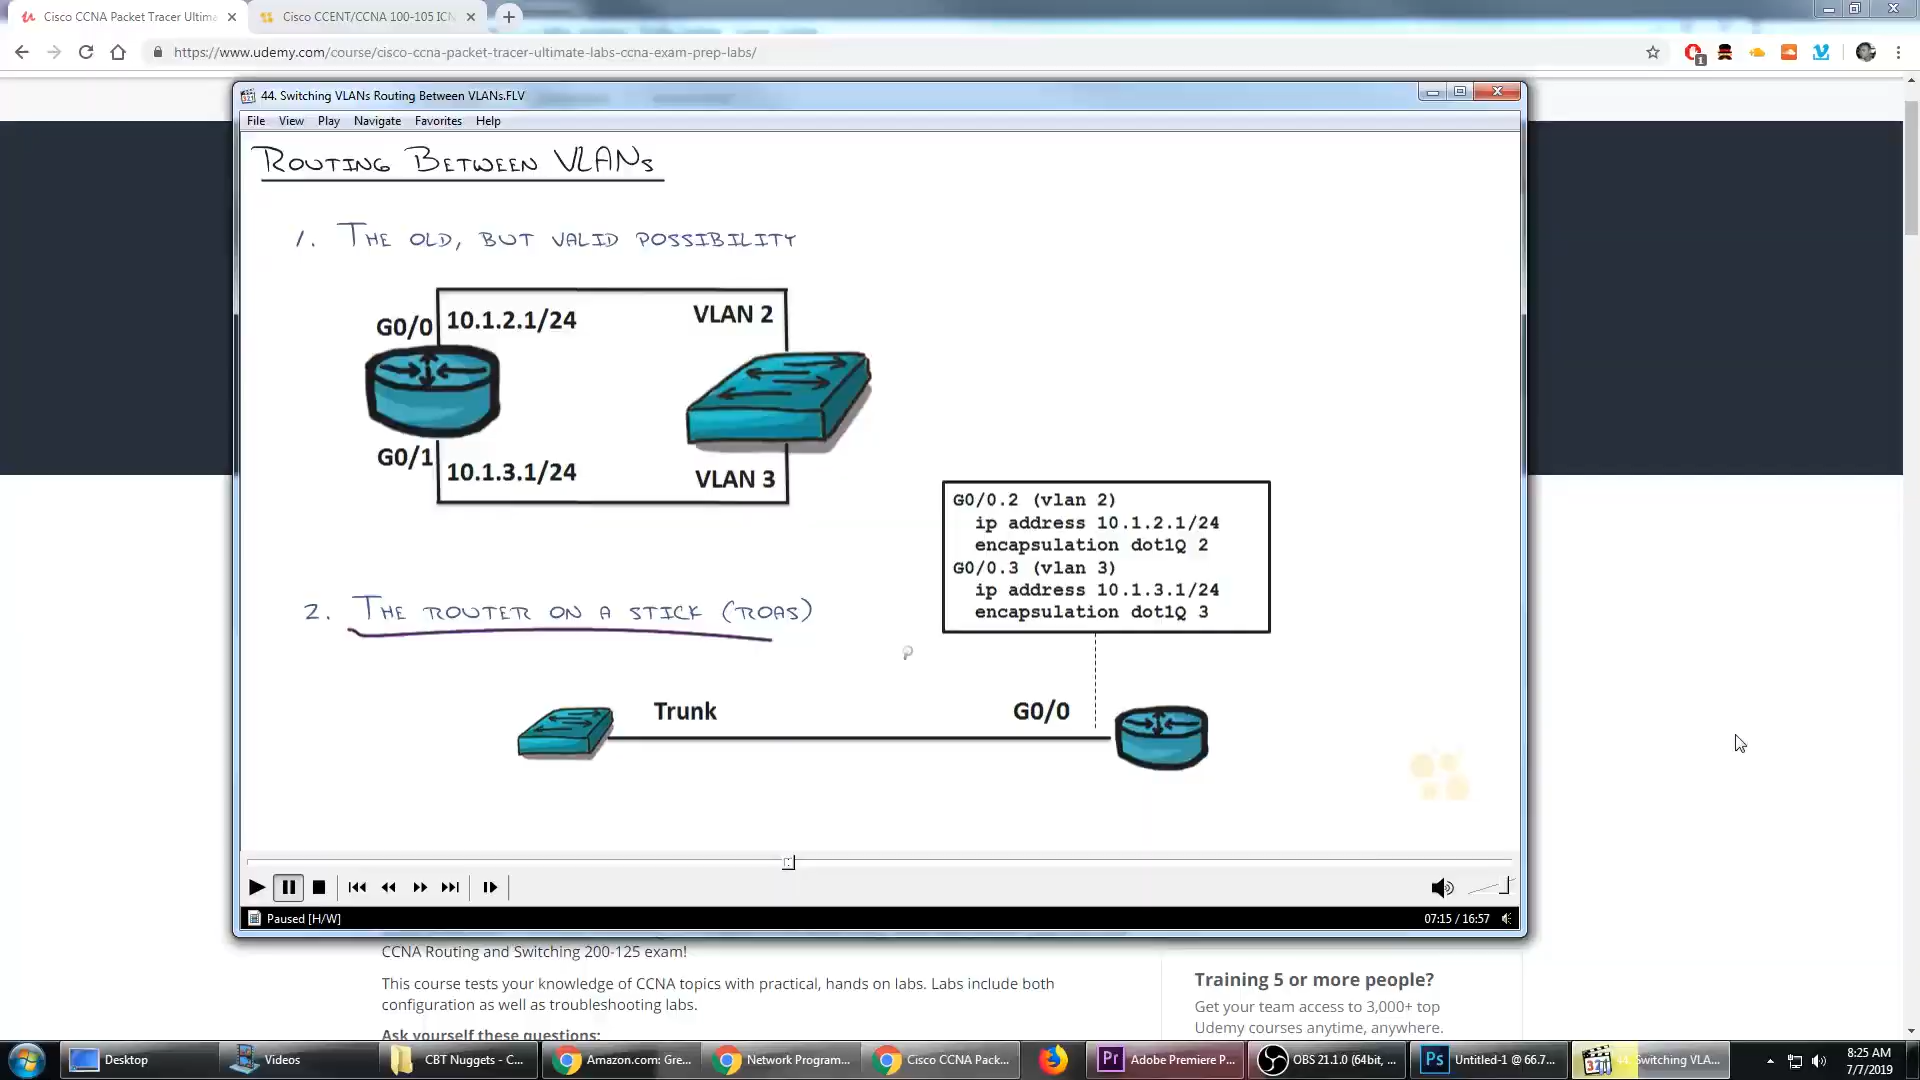 Cisco CCNA Packet Tracer Ultima
Cisco CCENT/CCNA 100-105 ICN
https://www.udemy.com/course/cisco-ccna-packet-tracer-ultimate-labs-ccna-exam-prep-labs/
1
44. Switching VLANs Routing Between VLANs.FLV
File View Play Navigate Favorites Help
ROUTING BETWEEN VLANs
1. THE OLD, BUT VALID POSSIBILITY
G0/0 10.1.2.1/24 VLAN 2
G0/1 10.1.3.1/24 VLAN 3
G0/0.2 (vlan 2)
ip address 10.1.2.1/24
encapsulation dot1Q 2
G0/0.3 (vlan 3)
ip address 10.1.3.1/24
encapsulation dot1Q 3
2. THE ROUTER ON A STICK (ROAS)
Trunk G0/0
Paused [H/W] 07:15 / 16:57
CCNA Routing and Switching 200-125 exam!
This course tests your knowledge of CCNA topics with practical, hands on labs. Labs include both
configuration as well as troubleshooting labs.
Ask yourself these questions:
Training 5 or more people?
Get your team access to 3,000+ top
Udemy courses anytime, anywhere.
Desktop Videos CBT Nuggets - C... Amazon.com: Gre... Network Program... Cisco CCNA Pack... Pr Adobe Premiere P... OBS 21.1.0 (64bit, ... Ps Untitled-1 @ 66.7... 321 Switching VLA...
8:25 AM
7/7/2019